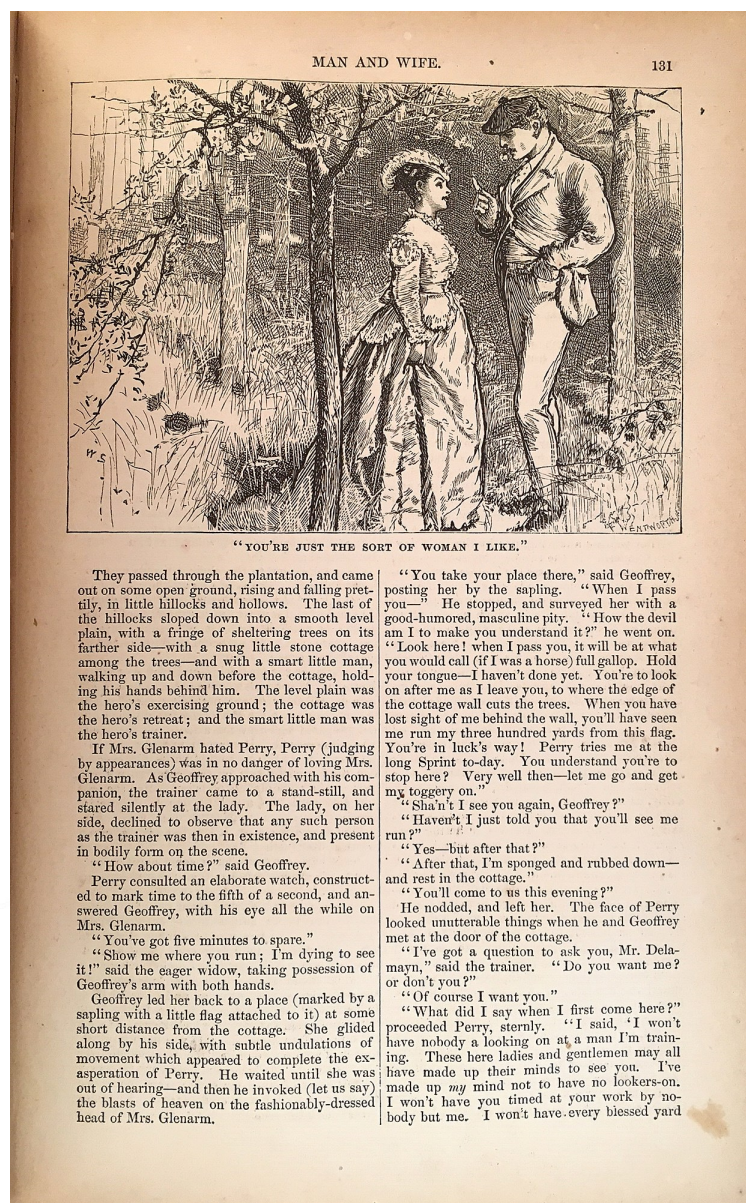 MAN AND WIFE.
131
W S
WENTWORTH
"YOU'RE JUST THE SORT OF WOMAN I LIKE."
They passed through the plantation, and came
out on some open ground, rising and falling pret-
tily, in little hillocks and hollows. The last of
the hillocks sloped down into a smooth level
plain, with a fringe of sheltering trees on its
farther side—with a snug little stone cottage
among the trees—and with a smart little man,
walking up and down before the cottage, hold-
ing his hands behind him. The level plain was
the hero's exercising ground; the cottage was
the hero's retreat; and the smart little man was
the hero's trainer.
If Mrs. Glenarm hated Perry, Perry (judging
by appearances) was in no danger of loving Mrs.
Glenarm. As Geoffrey approached with his com-
panion, the trainer came to a stand-still, and
stared silently at the lady. The lady, on her
side, declined to observe that any such person
as the trainer was then in existence, and present
in bodily form on the scene.
"How about time?" said Geoffrey.
Perry consulted an elaborate watch, construct-
ed to mark time to the fifth of a second, and an-
swered Geoffrey, with his eye all the while on
Mrs. Glenarm.
"You've got five minutes to spare."
"Show me where you run; I'm dying to see
it!" said the eager widow, taking possession of
Geoffrey's arm with both hands.
Geoffrey led her back to a place (marked by a
sapling with a little flag attached to it) at some
short distance from the cottage. She glided
along by his side, with subtle undulations of
movement which appeared to complete the ex-
asperation of Perry. He waited until she was
out of hearing—and then he invoked (let us say)
the blasts of heaven on the fashionably-dressed
head of Mrs. Glenarm.
"You take your place there," said Geoffrey,
posting her by the sapling. "When I pass
you—" He stopped, and surveyed her with a
good-humored, masculine pity. "How the devil
am I to make you understand it?" he went on.
"Look here! when I pass you, it will be at what
you would call (if I was a horse) full gallop. Hold
your tongue—I haven't done yet. You're to look
on after me as I leave you, to where the edge of
the cottage wall cuts the trees. When you have
lost sight of me behind the wall, you'll have seen
me run my three hundred yards from this flag.
You're in luck's way! Perry tries me at the
long Sprint to-day. You understand you're to
stop here? Very well then—let me go and get
my toggery on."
"Sha'n't I see you again, Geoffrey?"
"Haven't I just told you that you'll see me
run?"
"Yes—but after that?"
"After that, I'm sponged and rubbed down—
and rest in the cottage."
"You'll come to us this evening?"
He nodded, and left her. The face of Perry
looked unutterable things when he and Geoffrey
met at the door of the cottage.
"I've got a question to ask you, Mr. Dela-
mayn," said the trainer. "Do you want me?
or don't you?"
"Of course I want you."
"What did I say when I first come here?"
proceeded Perry, sternly. "I said, 'I won't
have nobody a looking on at a man I'm train-
ing. These here ladies and gentlemen may all
have made up their minds to see you. I've
made up my mind not to have no lookers-on.
I won't have you timed at your work by no-
body but me. I won't have every blessed yard